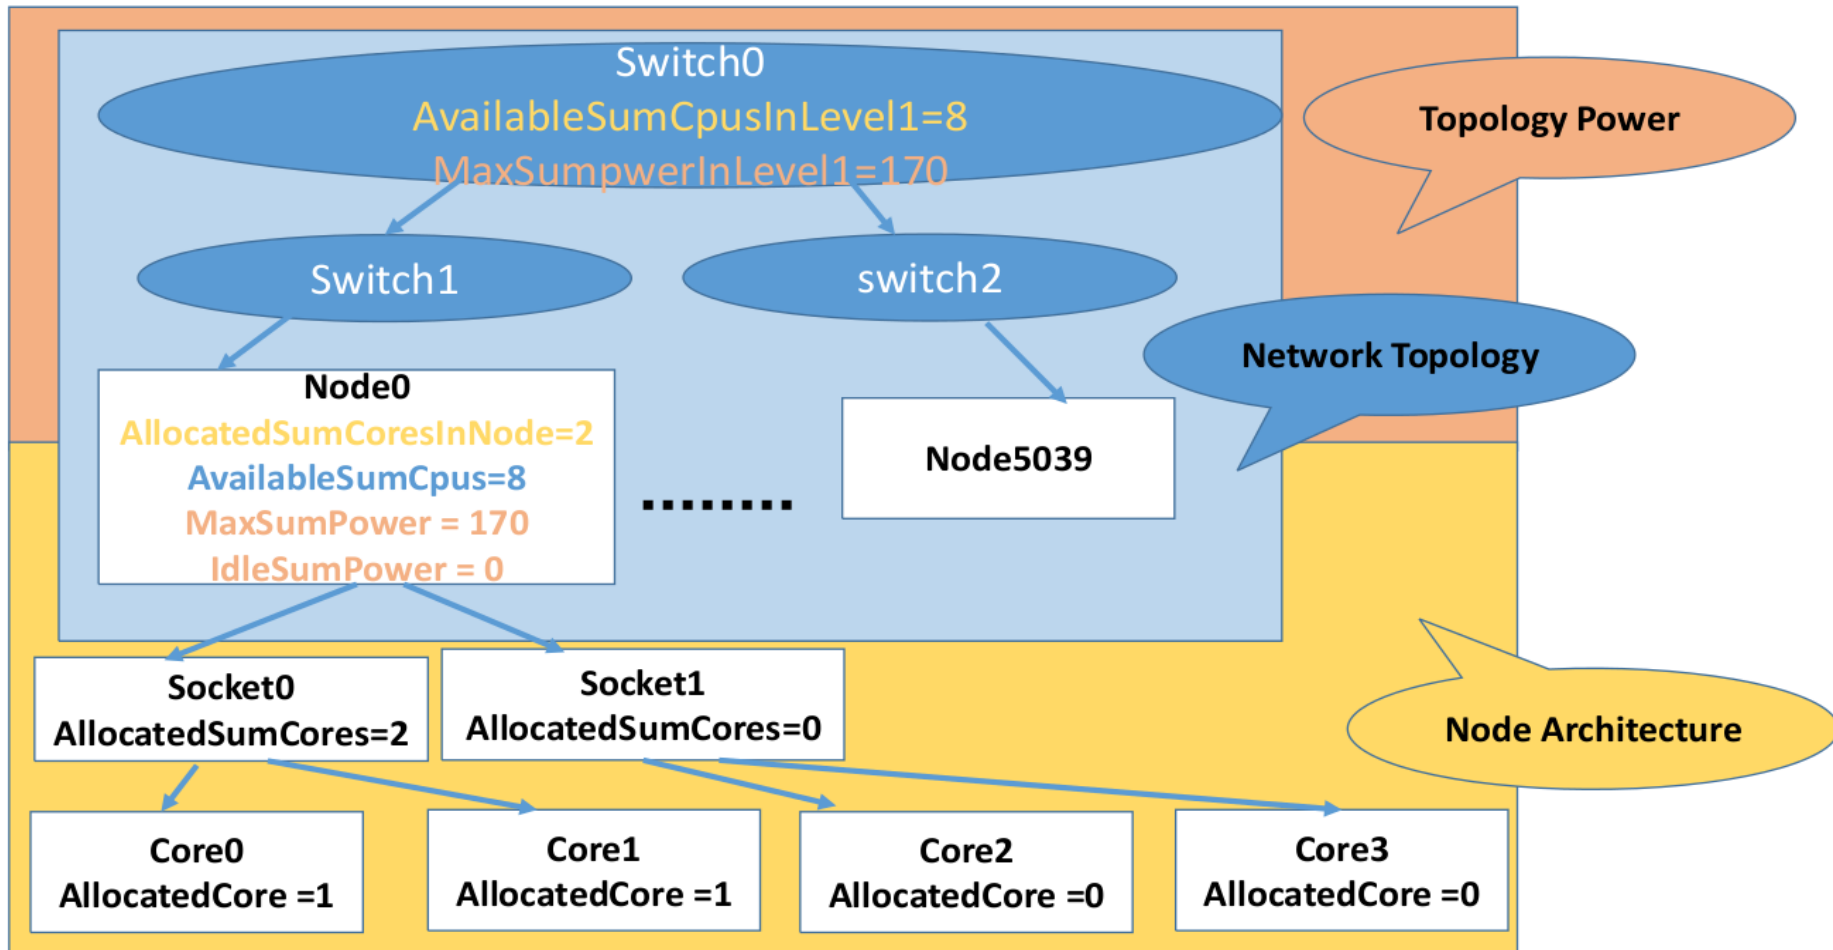 Switch0
AvailableSumCpusInLevel1=8
MaxSumpwerInLevel1=170
Topology Power
Switch1
switch2
Network Topology
Node0
AllocatedSumCoresInNode=2
AvailableSumCpus=8
MaxSumPower = 170
IdleSumPower = 0
........
Node5039
Socket0
AllocatedSumCores=2
Socket1
AllocatedSumCores=0
Node Architecture
Core0
AllocatedCore =1
Core1
AllocatedCore =1
Core2
AllocatedCore =0
Core3
AllocatedCore =0